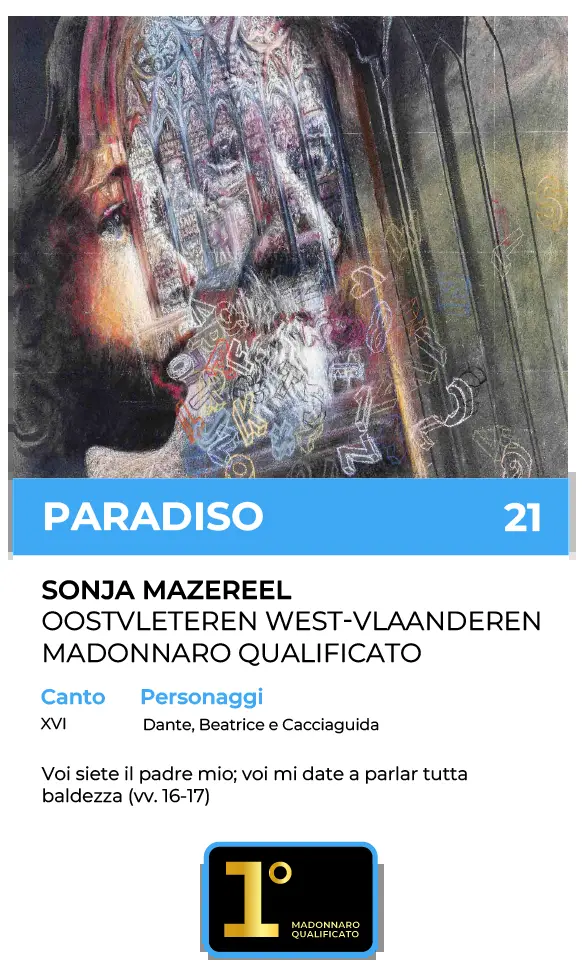 PARADISO 21
SONJA MAZEREEL
OOSTVLETEREN WEST-VLAANDEREN
MADONNARO QUALIFICATO
Canto Personaggi
XVI Dante, Beatrice e Cacciaguida
Voi siete il padre mio; voi mi date a parlar tutta
baldezza (vv. 16-17)
1°
MADONNARO
QUALIFICATO